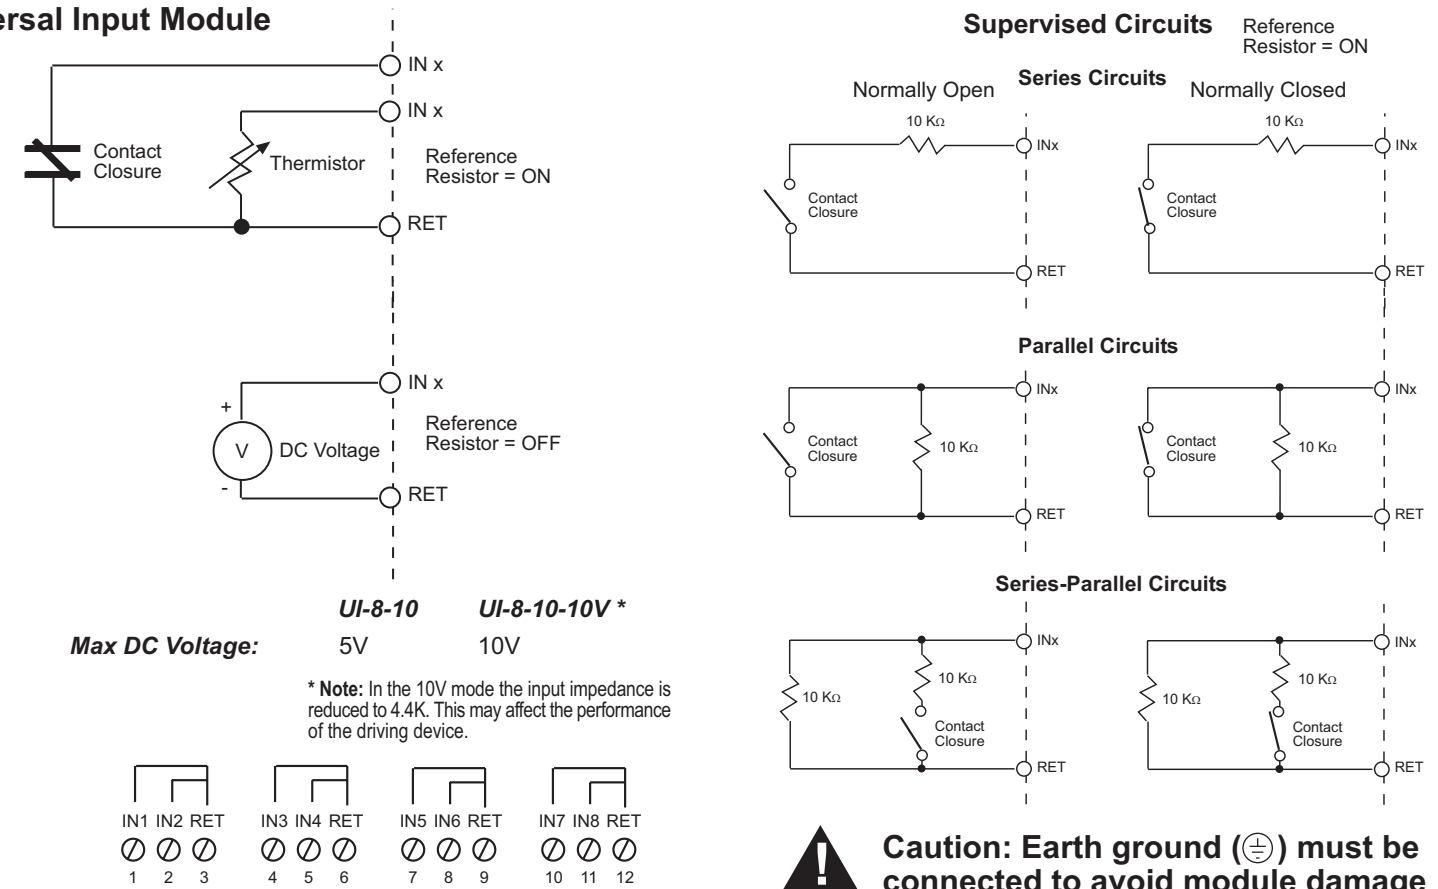 ersal Input Module
IN x
IN x
Contact
Closure
Thermistor
Reference
Resistor = ON
RET
IN x
+
V
DC Voltage
-
Reference
Resistor = OFF
RET
UI-8-10 UI-8-10-10V *
Max DC Voltage: 5V 10V
* Note: In the 10V mode the input impedance is
reduced to 4.4K. This may affect the performance
of the driving device.
IN1 IN2 RET IN3 IN4 RET IN5 IN6 RET IN7 IN8 RET
1 2 3 4 5 6 7 8 9 10 11 12
Supervised Circuits
Reference
Resistor = ON
Series Circuits
Normally Open Normally Closed
10 KΩ
INx
Contact
Closure
RET
10 KΩ
INx
Contact
Closure
RET
Parallel Circuits
INx
Contact
Closure
10 KΩ
RET
INx
Contact
Closure
10 KΩ
RET
Series-Parallel Circuits
INx
10 KΩ
10 KΩ
Contact
Closure
RET
INx
10 KΩ
10 KΩ
Contact
Closure
RET
!
Caution: Earth ground (⏚) must be
connected to avoid module damage